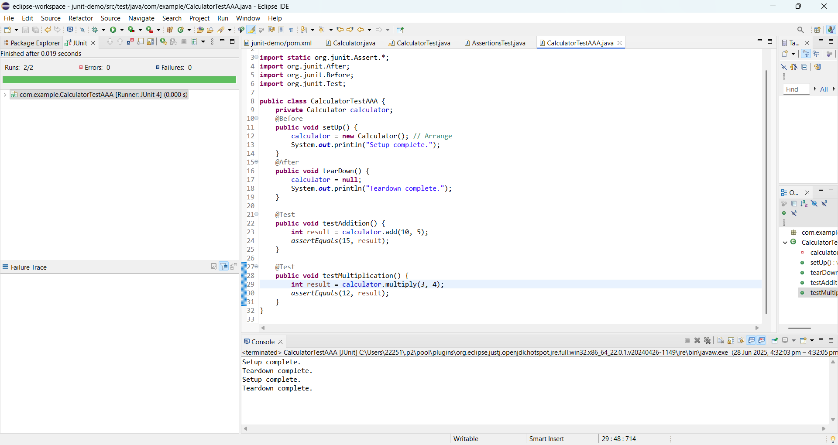 eclipse-workspace - junit-demo/src/test/java/com/example/CalculatorTestAAA.java - Eclipse IDE
File Edit Source Refactor Source Navigate Search Project Run Window Help
Package Explorer JUnit
Finished after 0.019 seconds
Runs: 2/2 Errors: 0 Failures: 0
com.example.CalculatorTestAAA [Runner: JUnit 4] (0.000 s)
Failure Trace
junit-demo/pom.xml Calculator.java CalculatorTest.java AssertionsTest.java CalculatorTestAAA.java
3 import static org.junit.Assert.*;
4 import org.junit.After;
5 import org.junit.Before;
6 import org.junit.Test;
7
8 public class CalculatorTestAAA {
9 private Calculator calculator;
10 @Before
11 public void setUp() {
12 calculator = new Calculator(); // Arrange
13 System.out.println("Setup complete.");
14 }
15 @After
16 public void tearDown() {
17 calculator = null;
18 System.out.println("Teardown complete.");
19 }
20
21 @Test
22 public void testAddition() {
23 int result = calculator.add(10, 5);
24 assertEquals(15, result);
25 }
26
27 @Test
28 public void testMultiplication() {
29 int result = calculator.multiply(3, 4);
30 assertEquals(12, result);
31 }
32 }
33
Ta...
Find All
O...
com.exampl
CalculatorTe
calculator
setUp() :
tearDown
testAddit
testMultip
Console
<terminated> CalculatorTestAAA [JUnit] C:\Users\22251\.p2\pool\plugins\org.eclipse.justj.openjdk.hotspot.jre.full.win32.x86_64_22.0.1.v20240426-1149\jre\bin\javaw.exe (28 Jun 2025, 4:32:03 pm – 4:32:05 pm
Setup complete.
Teardown complete.
Setup complete.
Teardown complete.
Writable Smart Insert 29 : 48 : 714